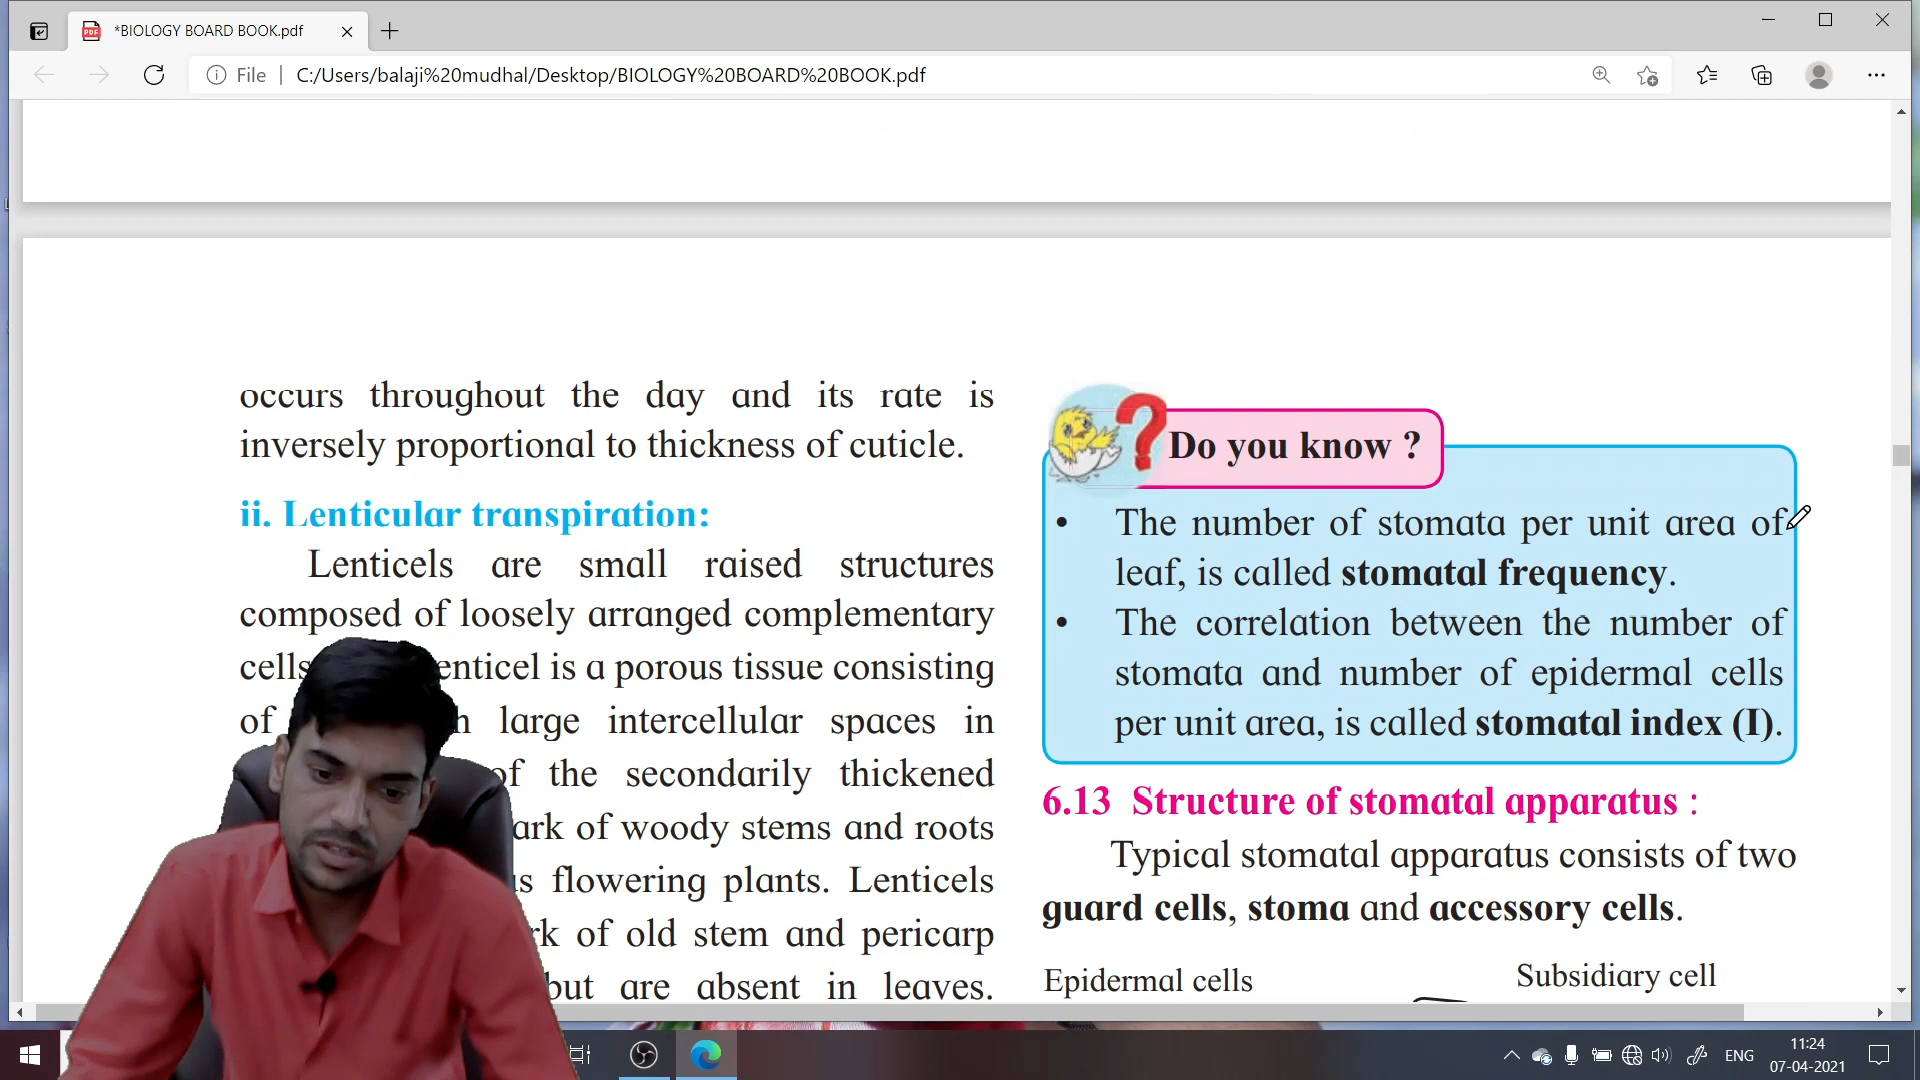 *BIOLOGY BOARD BOOK.pdf
File | C:/Users/balaji%20mudhal/Desktop/BIOLOGY%20BOARD%20BOOK.pdf
occurs throughout the day and its rate is
inversely proportional to thickness of cuticle.
ii. Lenticular transpiration:
Lenticels are small raised structures
composed of loosely arranged complementary
cells enticel is a porous tissue consisting
of large intercellular spaces in
of the secondarily thickened
ark of woody stems and roots
flowering plants. Lenticels
of old stem and pericarp
but are absent in leaves.
Do you know ?
• The number of stomata per unit area of
leaf, is called stomatal frequency.
• The correlation between the number of
stomata and number of epidermal cells
per unit area, is called stomatal index (I).
6.13 Structure of stomatal apparatus :
Typical stomatal apparatus consists of two
guard cells, stoma and accessory cells.
Epidermal cells
Subsidiary cell
ENG
11:24
07-04-2021